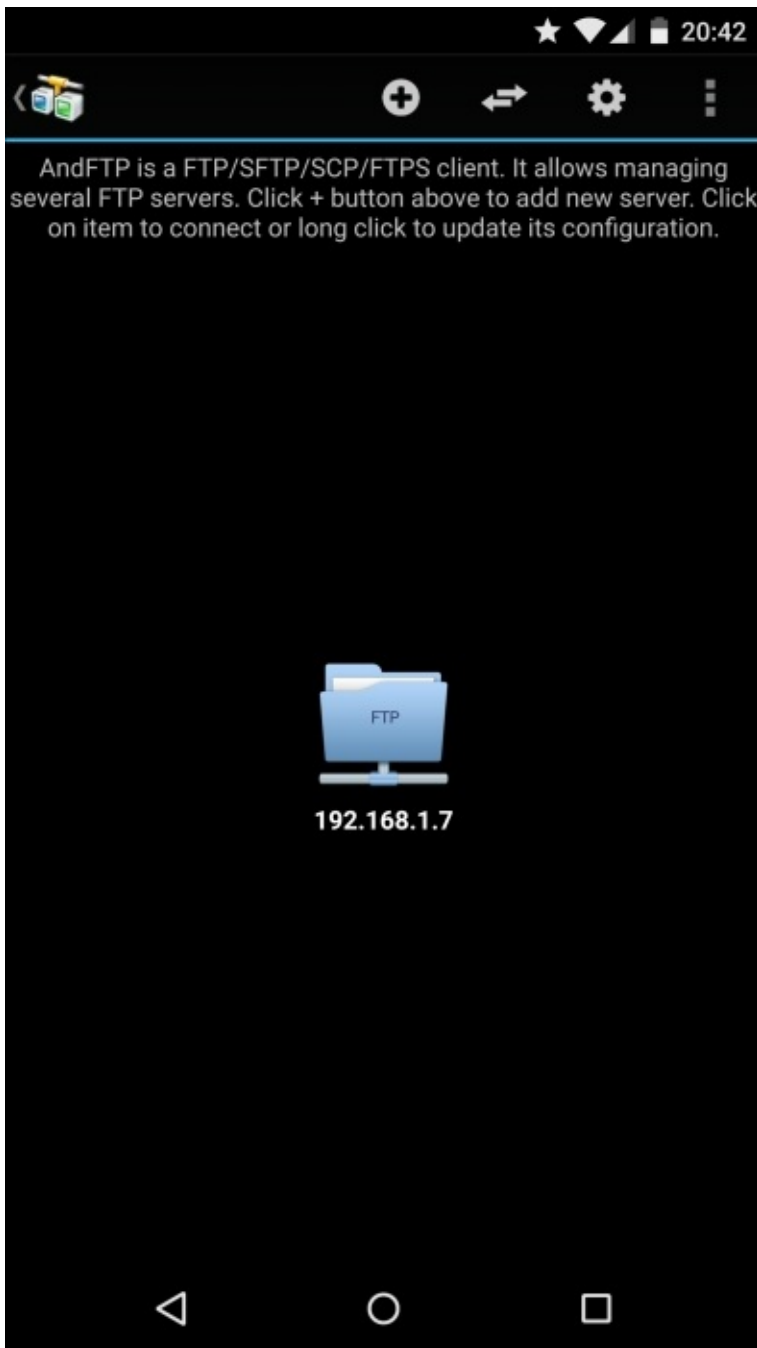 20:42
AndFTP is a FTP/SFTP/SCP/FTPS client. It allows managing
several FTP servers. Click + button above to add new server. Click
on item to connect or long click to update its configuration.
FTP
192.168.1.7